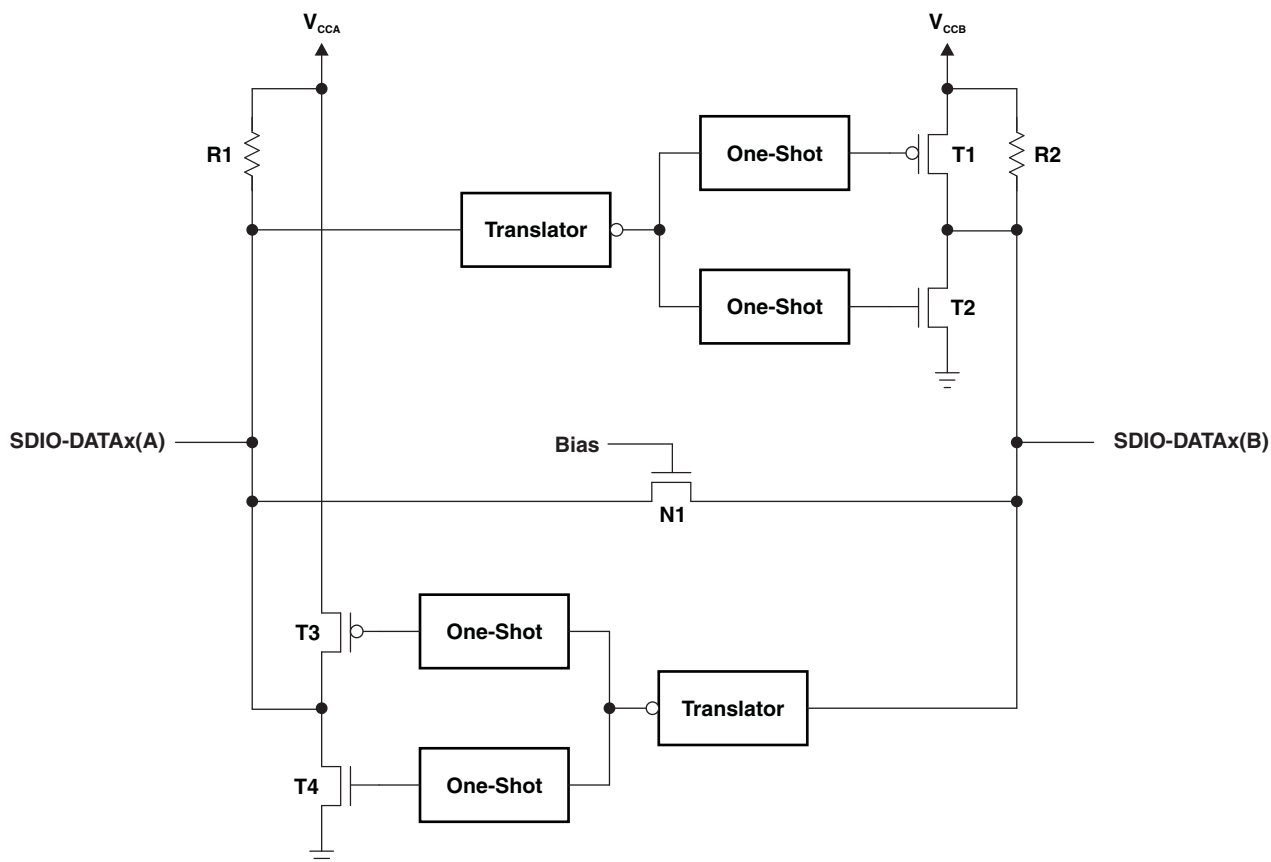 VCCA
VCCB
R1
One-Shot
T1
R2
Translator
One-Shot
T2
SDIO-DATAx(A)
Bias
SDIO-DATAx(B)
N1
T3
One-Shot
Translator
T4
One-Shot